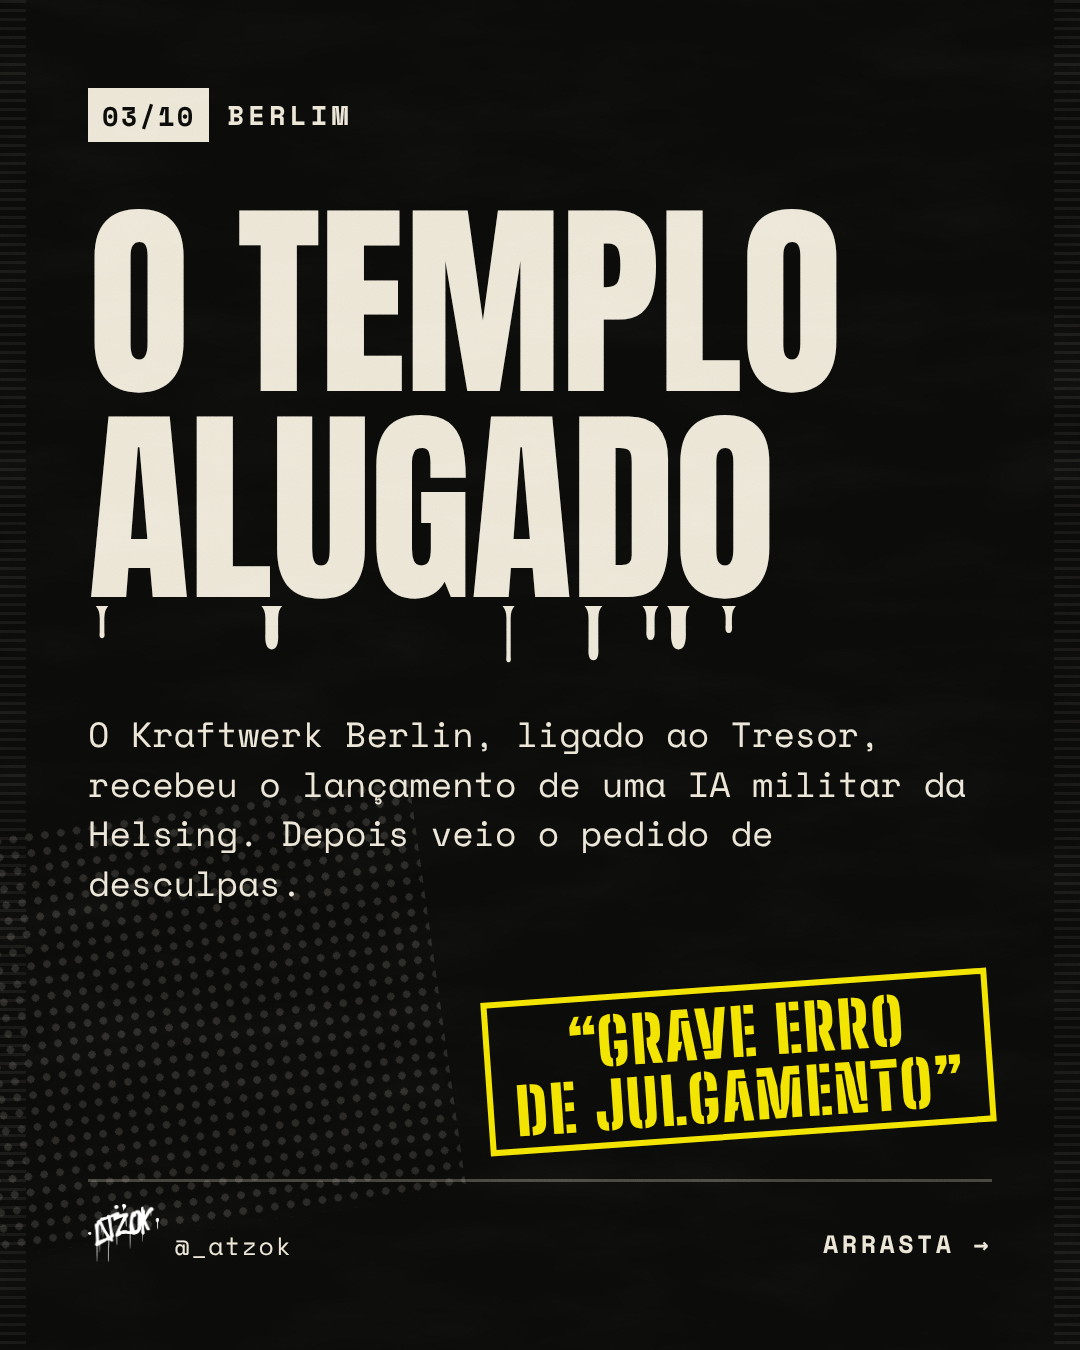 03/10 BERLIM
O TEMPLO
ALUGADO
O Kraftwerk Berlin, ligado ao Tresor,
recebeu o lançamento de uma IA militar da
Helsing. Depois veio o pedido de
desculpas.
“GRAVE ERRO
DE JULGAMENTO”
ATZOK @_atzok
ARRASTA →